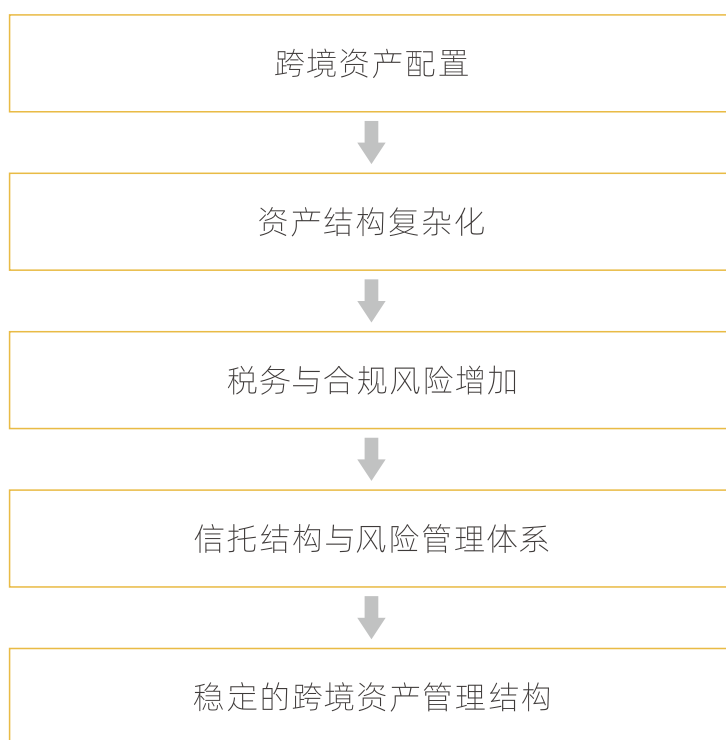 跨境资产配置
资产结构复杂化
税务与合规风险增加
信托结构与风险管理体系
稳定的跨境资产管理结构